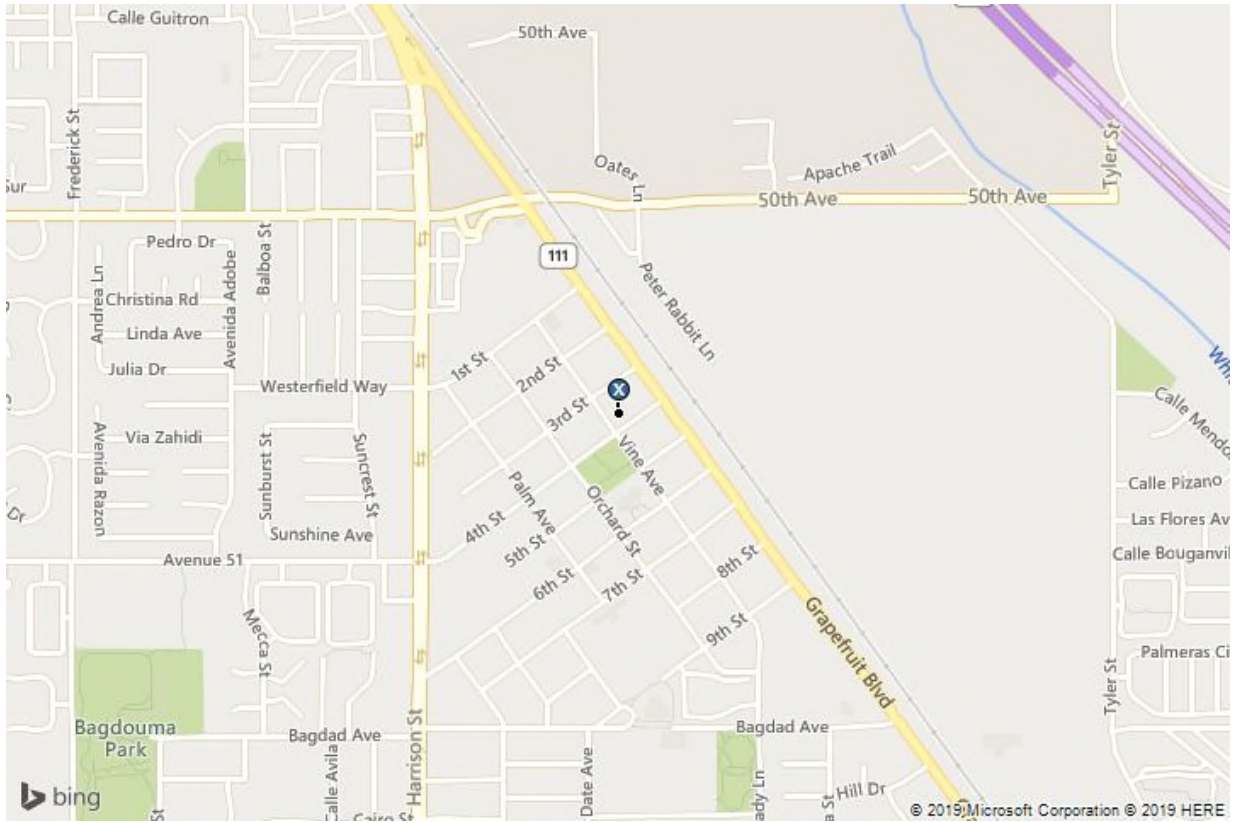 Calle Guitron
50th Ave
Frederick St
Tyler St
Oates Ln
Apache Trail
Sur
50th Ave
50th Ave
Pedro Dr
Balboa St
111
Andrea Ln
Avenida Adobe
Peter Rabbit Ln
Christina Rd
Linda Ave
Julia Dr
1st St
2nd St
Westerfield Way
X
3rd St
Calle Mendo
Avenida Razon
Via Zahidi
Sunburst St
Suncrest St
Vine Ave
Palm Ave
Orchard St
Calle Pizano
Dr
4th St
Las Flores Av
Sunshine Ave
5th St
Avenue 51
8th St
Calle Bouganvil
6th St
7th St
Mecca St
9th St
Grapefruit Blvd
Palmeras Ci
Tyler St
Bagdouma
Park
Bagdad Ave
Harrison St
Bagdad Ave
Calle Avila
Date Ave
Hill Dr
bing
St
Cairo St
ady Ln
a St
© 2019 Microsoft Corporation © 2019 HERE